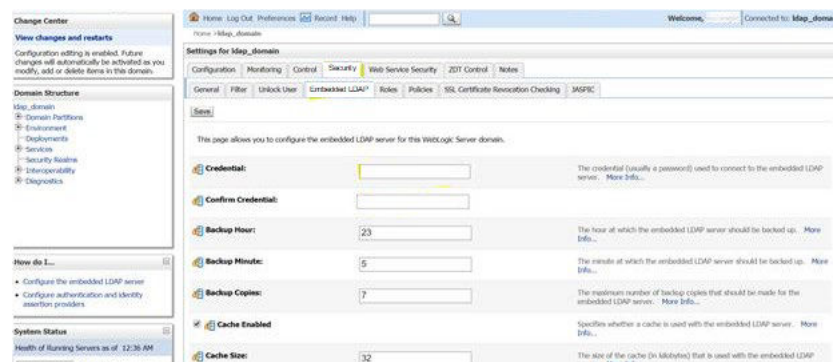 Change Center
View changes and restarts
Configuration editing is enabled. Future
changes will automatically be activated as you
modify, add or delete items in this domain.
Domain Structure
ldap_domain
Domain Partitions
Environment
Deployments
Services
Security Realms
Interoperability
Diagnostics
How do I...
Configure the embedded LDAP server
Configure authentication and identity
assertion providers
System Status
Health of Running Servers as of 12:36 AM
Home Log Out Preferences Record Help
Welcome,
Connected to: ldap_doma
Home >ldap_domain
Settings for ldap_domain
Configuration Monitoring Control Security Web Service Security ZDT Control Notes
General Filter Unlock User Embedded LDAP Roles Policies SSL Certificate Revocation Checking JASPIC
Save
This page allows you to configure the embedded LDAP server for this WebLogic Server domain.
Credential:
The credential (usually a password) used to connect to the embedded LDAP
server. More Info...
Confirm Credential:
Backup Hour:
23
The hour at which the embedded LDAP server should be backed up. More
Info...
Backup Minute:
5
The minute at which the embedded LDAP server should be backed up. More
Info...
Backup Copies:
7
The maximum number of backup copies that should be made for the
embedded LDAP server. More Info...
Cache Enabled
Specifies whether a cache is used with the embedded LDAP server. More
Info...
Cache Size:
32
The size of the cache (in kilobytes) that is used with the embedded LDAP